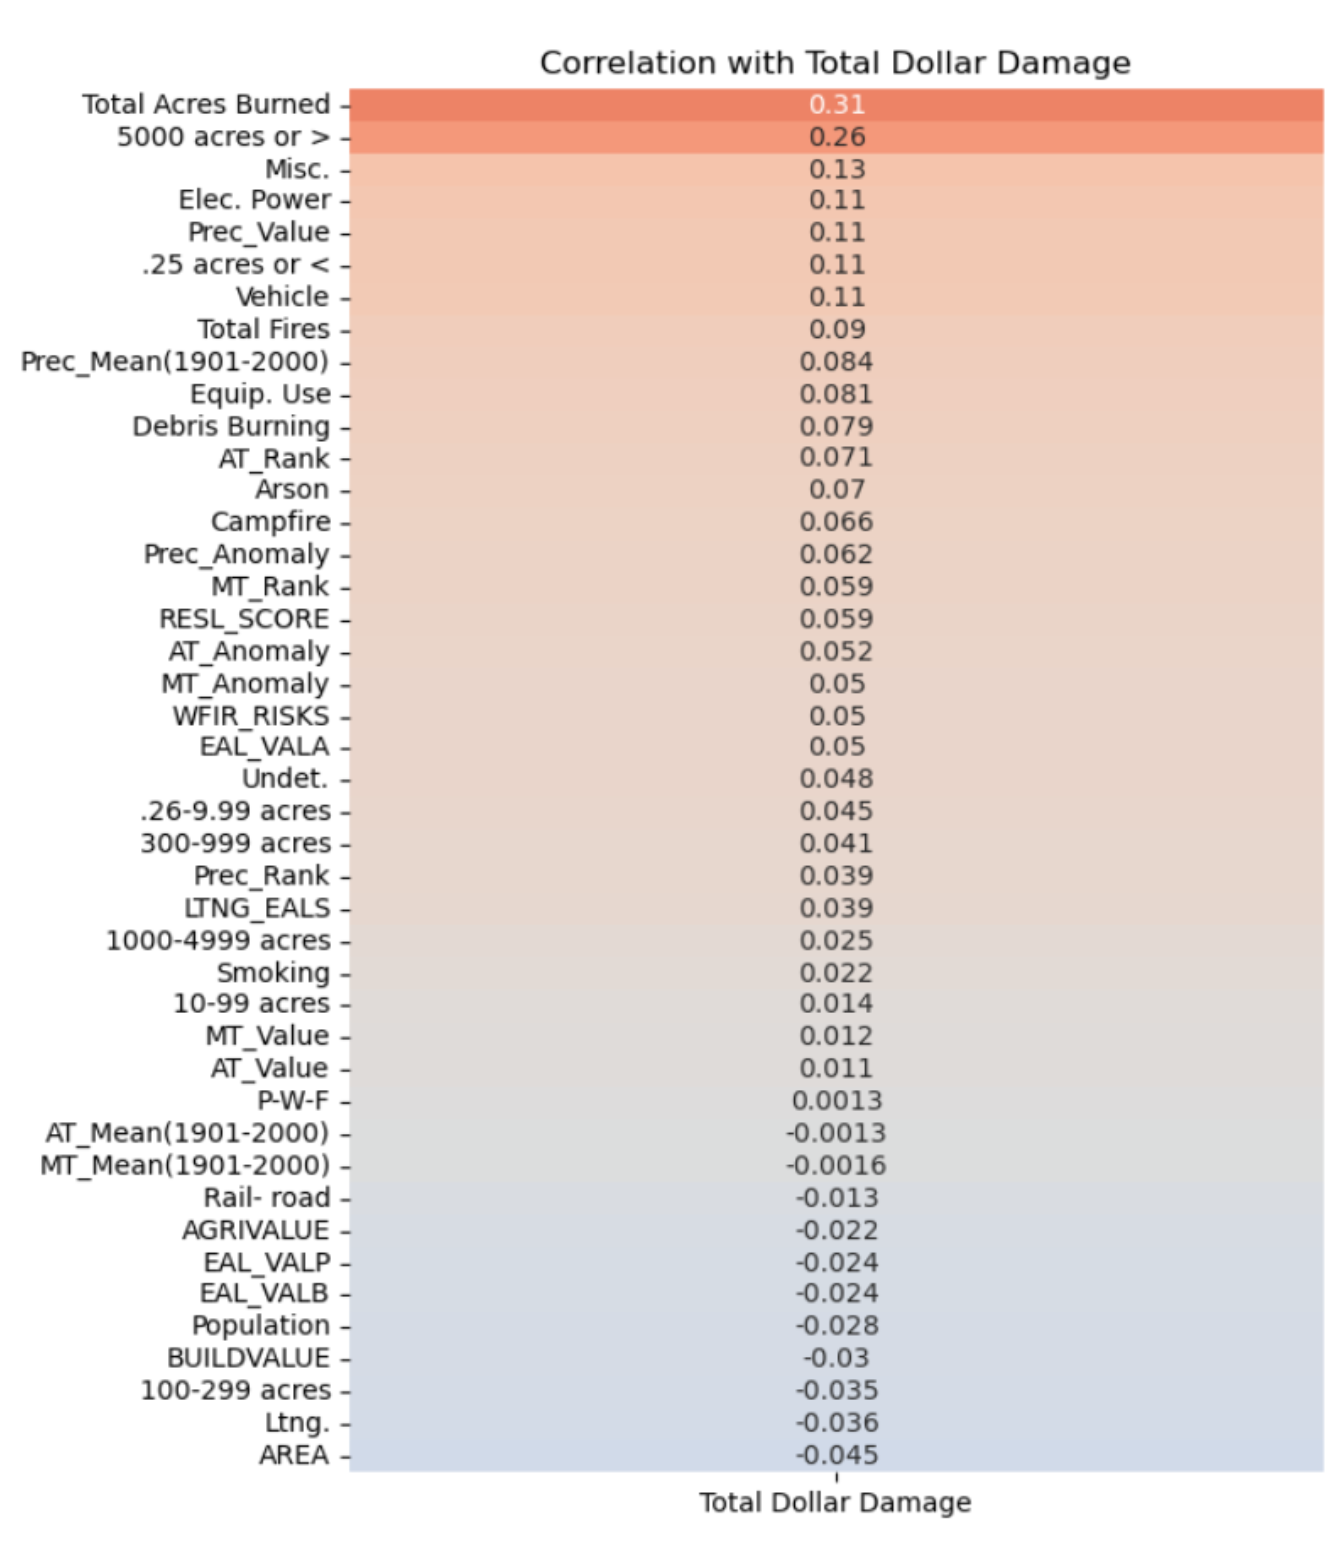 Correlation with Total Dollar Damage
Total Acres Burned 0.31
5000 acres or > 0.26
Misc. 0.13
Elec. Power 0.11
Prec_Value 0.11
.25 acres or < 0.11
Vehicle 0.11
Total Fires 0.09
Prec_Mean(1901-2000) 0.084
Equip. Use 0.081
Debris Burning 0.079
AT_Rank 0.071
Arson 0.07
Campfire 0.066
Prec_Anomaly 0.062
MT_Rank 0.059
RESL_SCORE 0.059
AT_Anomaly 0.052
MT_Anomaly 0.05
WFIR_RISKS 0.05
EAL_VALA 0.05
Undet. 0.048
.26-9.99 acres 0.045
300-999 acres 0.041
Prec_Rank 0.039
LTNG_EALS 0.039
1000-4999 acres 0.025
Smoking 0.022
10-99 acres 0.014
MT_Value 0.012
AT_Value 0.011
P-W-F 0.0013
AT_Mean(1901-2000) -0.0013
MT_Mean(1901-2000) -0.0016
Rail- road -0.013
AGRIVALUE -0.022
EAL_VALP -0.024
EAL_VALB -0.024
Population -0.028
BUILDVALUE -0.03
100-299 acres -0.035
Ltng. -0.036
AREA -0.045
Total Dollar Damage